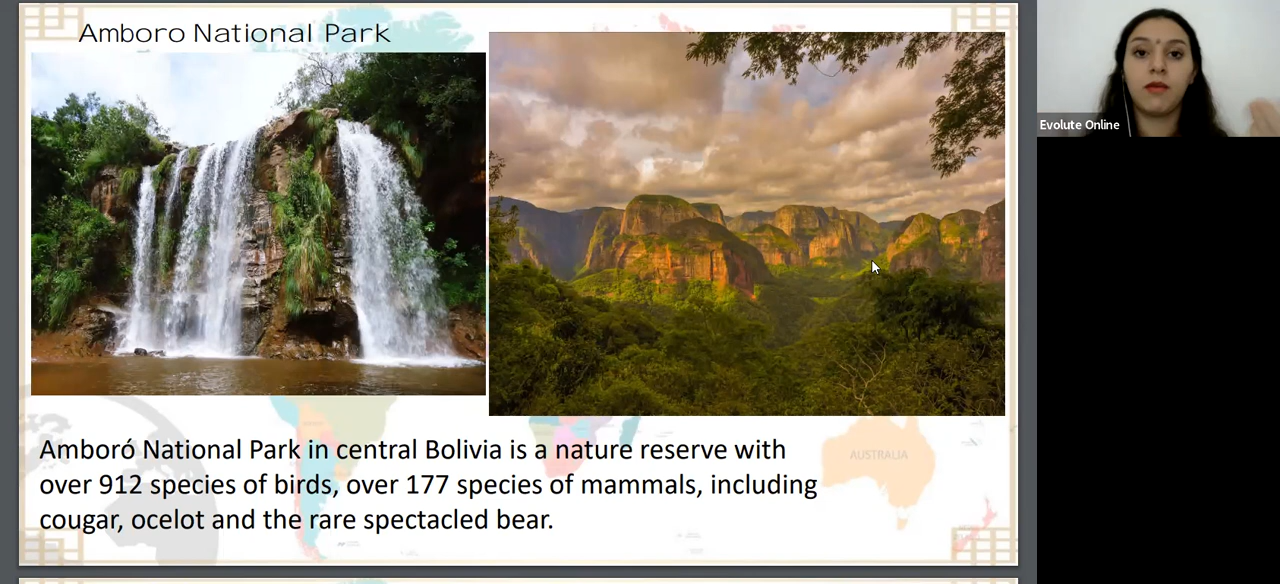 Amboro National Park
Evolute Online
Amboró National Park in central Bolivia is a nature reserve with
over 912 species of birds, over 177 species of mammals, including
cougar, ocelot and the rare spectacled bear.
AUSTRALIA